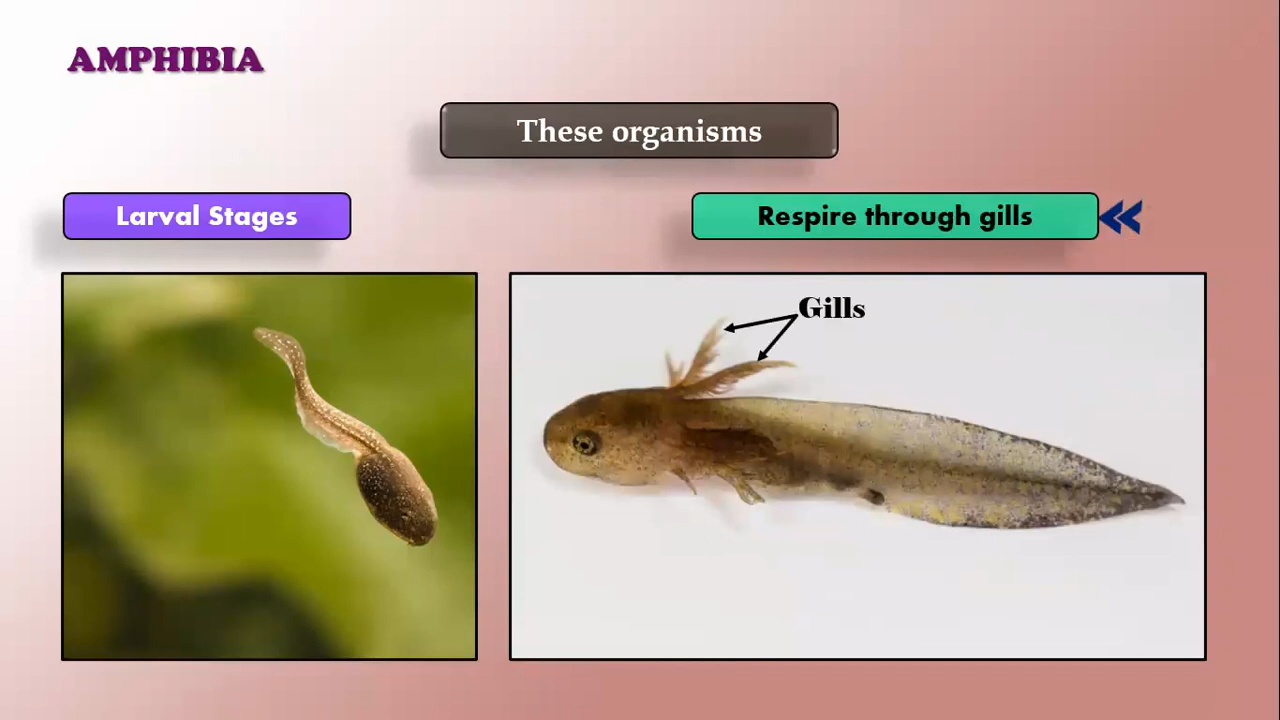 AMPHIBIA
These organisms
Larval Stages
Respire through gills
Gills